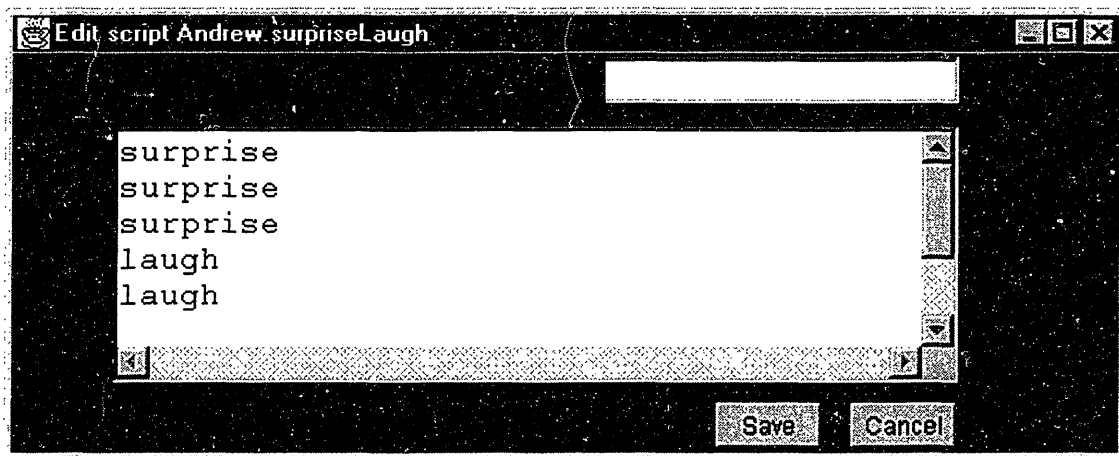 Edit script Andrew.surpriseLaugh
surprise
surprise
surprise
laugh
laugh
Save Cancel